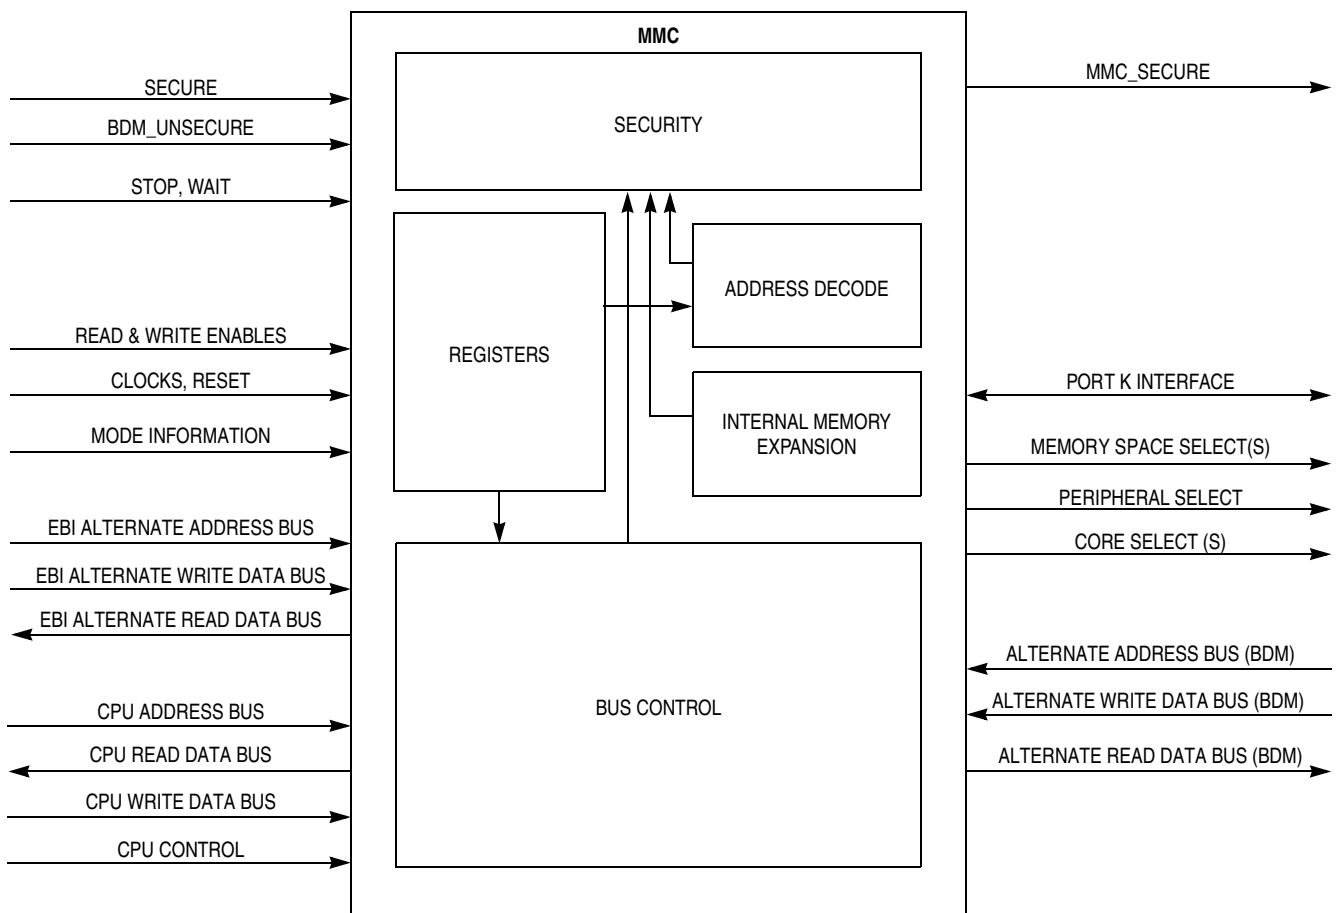 MMC
SECURE
BDM_UNSECURE
STOP, WAIT
READ & WRITE ENABLES
CLOCKS, RESET
MODE INFORMATION
EBI ALTERNATE ADDRESS BUS
EBI ALTERNATE WRITE DATA BUS
EBI ALTERNATE READ DATA BUS
CPU ADDRESS BUS
CPU READ DATA BUS
CPU WRITE DATA BUS
CPU CONTROL
SECURITY
REGISTERS
ADDRESS DECODE
INTERNAL MEMORY
EXPANSION
BUS CONTROL
MMC_SECURE
PORT K INTERFACE
MEMORY SPACE SELECT(S)
PERIPHERAL SELECT
CORE SELECT (S)
ALTERNATE ADDRESS BUS (BDM)
ALTERNATE WRITE DATA BUS (BDM)
ALTERNATE READ DATA BUS (BDM)